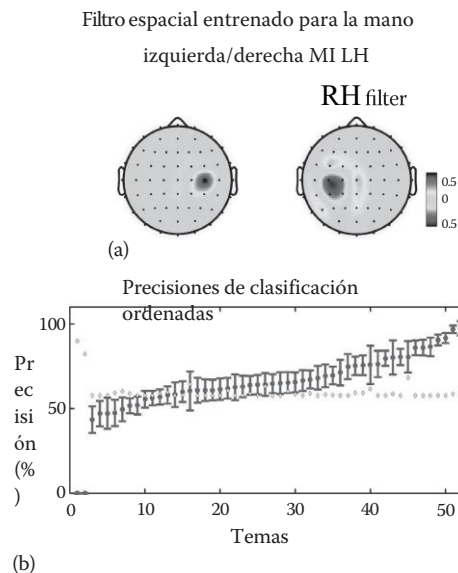 Filtro espacial entrenado para la mano
izquierda/derecha MI LH
RH filter
0.5
0
0.5
(a)
Precisiones de clasificación
ordenadas
100
50
0
Pr
ec
isi
ón
(%
)
0
10
20
30
40
50
Temas
(b)